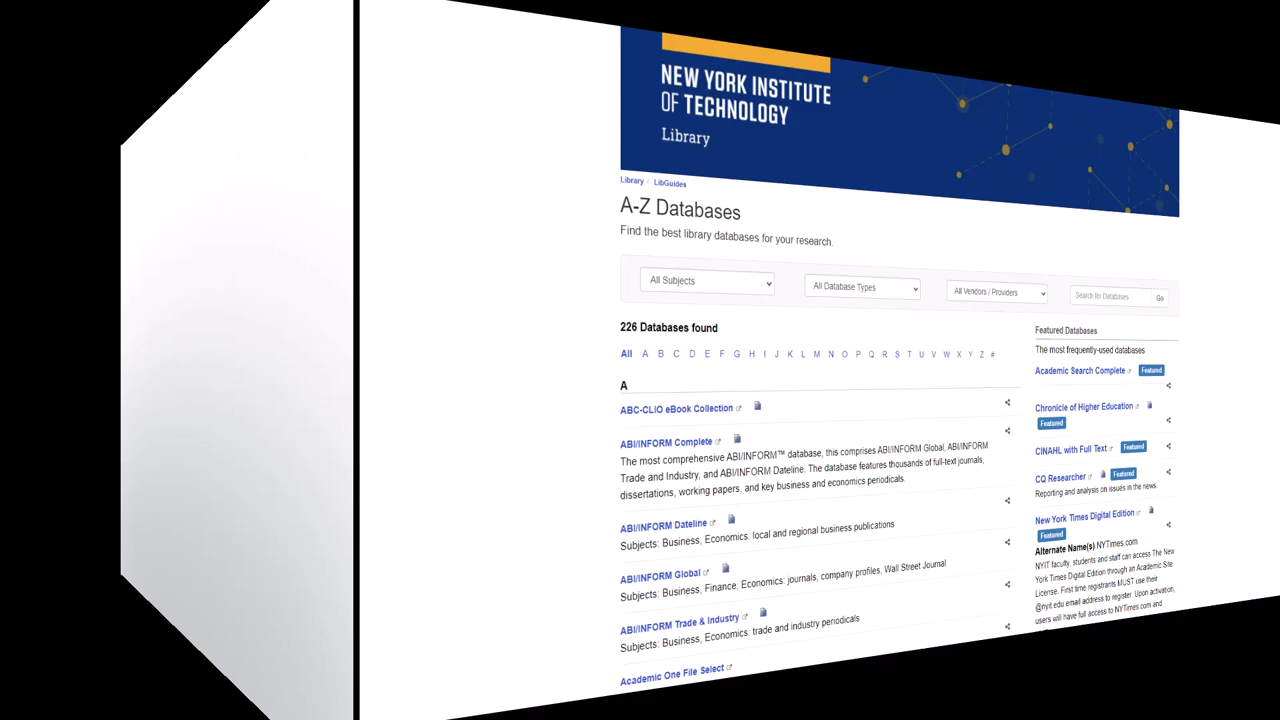 NEW YORK INSTITUTE
OF TECHNOLOGY
Library
Library / LibGuides
A-Z Databases
Find the best library databases for your research.
All Subjects
All Database Types
All Vendors / Providers
Search for Databases
Go
226 Databases found
All A B C D E F G H I J K L M N O P Q R S T U V W X Y Z #
A
ABC-CLIO eBook Collection
ABI/INFORM Complete
The most comprehensive ABI/INFORM™ database, this comprises ABI/INFORM Global, ABI/INFORM
Trade and Industry, and ABI/INFORM Dateline. The database features thousands of full-text journals,
dissertations, working papers, and key business and economics periodicals.
ABI/INFORM Dateline
Subjects: Business, Economics: local and regional business publications
ABI/INFORM Global
Subjects: Business, Finance, Economics: journals, company profiles, Wall Street Journal
ABI/INFORM Trade & Industry
Subjects: Business, Economics: trade and industry periodicals
Academic One File Select
Featured Databases
The most frequently-used databases
Academic Search Complete Featured
Chronicle of Higher Education
Featured
CINAHL with Full Text Featured
CQ Researcher Featured
Reporting and analysis on issues in the news.
New York Times Digital Edition
Featured
Alternate Name(s) NYTimes.com
NYIT faculty, students and staff can access The New
York Times Digital Edition through an Academic Site
License. First time registrants MUST use their
@nyit.edu email address to register. Upon activation,
users will have full access to NYTimes.com and